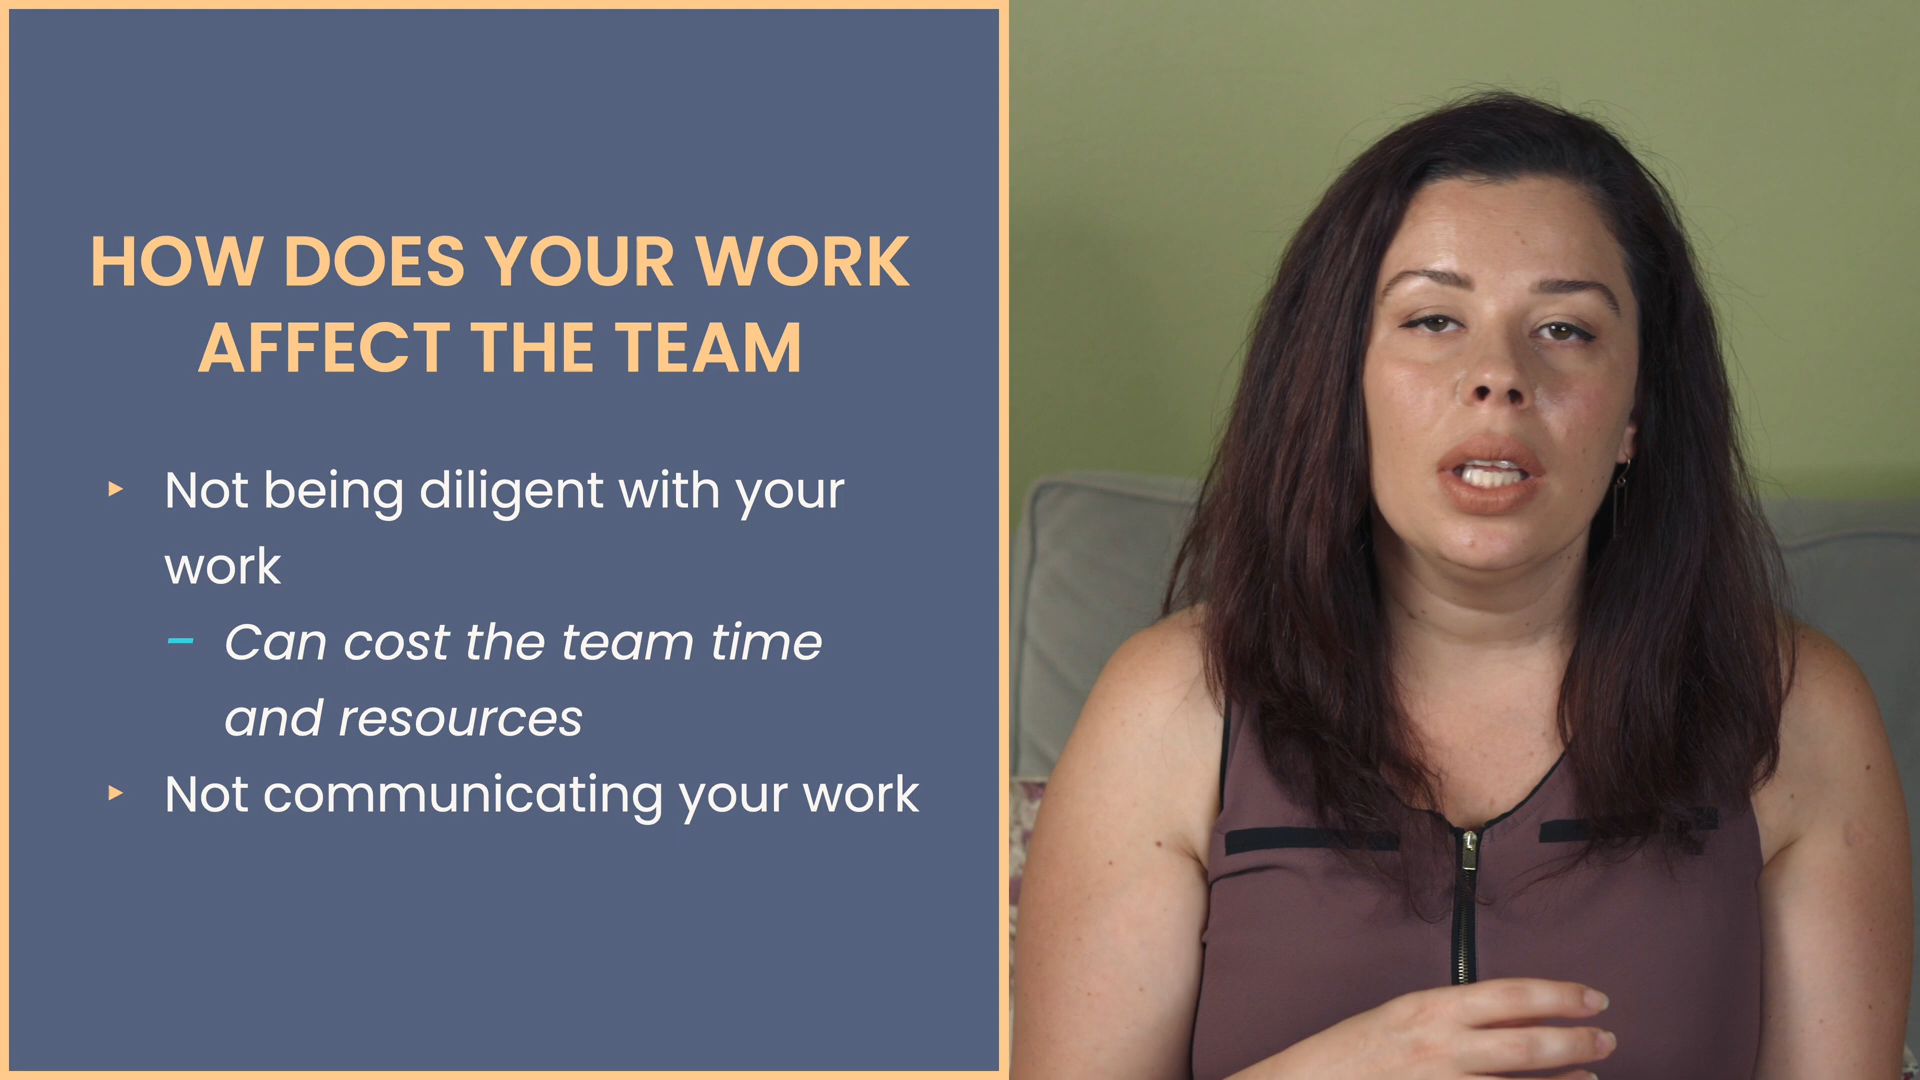 HOW DOES YOUR WORK
AFFECT THE TEAM
▸ Not being diligent with your
work
– Can cost the team time
and resources
▸ Not communicating your work